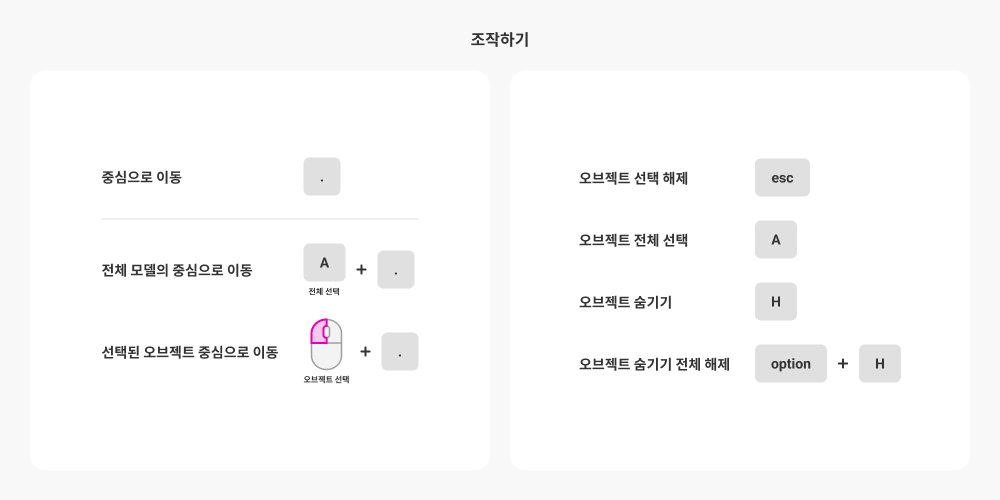 조작하기
중심으로 이동 .
전체 모델의 중심으로 이동 A + .
전체 선택
선택된 오브젝트 중심으로 이동 + .
오브젝트 선택
오브젝트 선택 해제 esc
오브젝트 전체 선택 A
오브젝트 숨기기 H
오브젝트 숨기기 전체 해제 option + H